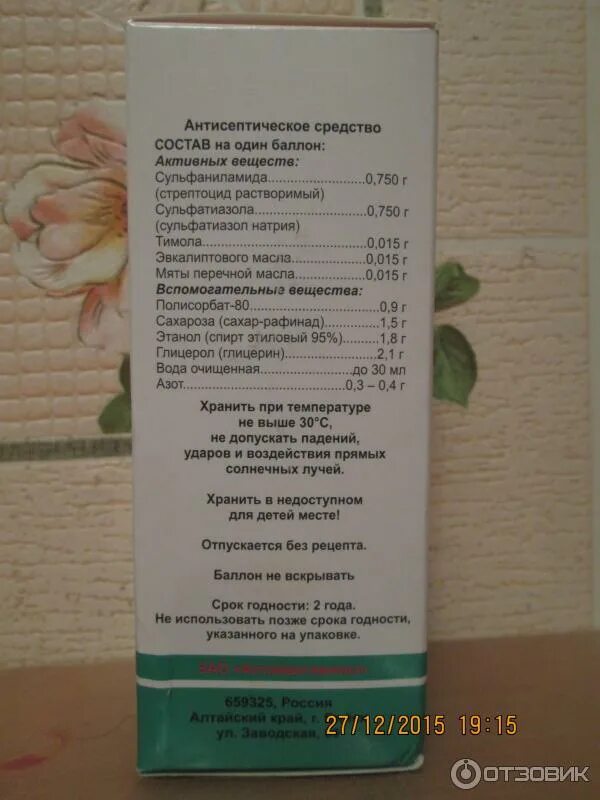 Антисептическое средство
СОСТАВ на один баллон:
Активных веществ:
Сульфаниламида.................0,750 г
(стрептоцид растворимый)
Сульфатиазола....................0,750 г
(сульфатиазол натрия)
Тимола..................................0,015 г
Эвкалиптового масла..........0,015 г
Мяты перечной масла..........0,015 г
Вспомогательные вещества:
Полисорбат-80.......................0,9 г
Сахароза (сахар-рафинад)........1,5 г
Этанол (спирт этиловый 95%)....1,8 г
Глицерол (глицерин).................2,1 г
Вода очищенная.................до 30 мл
Азот...............................0,3 – 0,4 г
Хранить при температуре
не выше 30°С,
не допускать падений,
ударов и воздействия прямых
солнечных лучей.
Хранить в недоступном
для детей месте!
Отпускается без рецепта.
Баллон не вскрывать
Срок годности: 2 года.
Не использовать позже срока годности,
указанного на упаковке.
ЗАО
659325, Россия
Алтайский край, г.
ул. Заводская,
27/12/2015 19:15
ОТЗОВИК